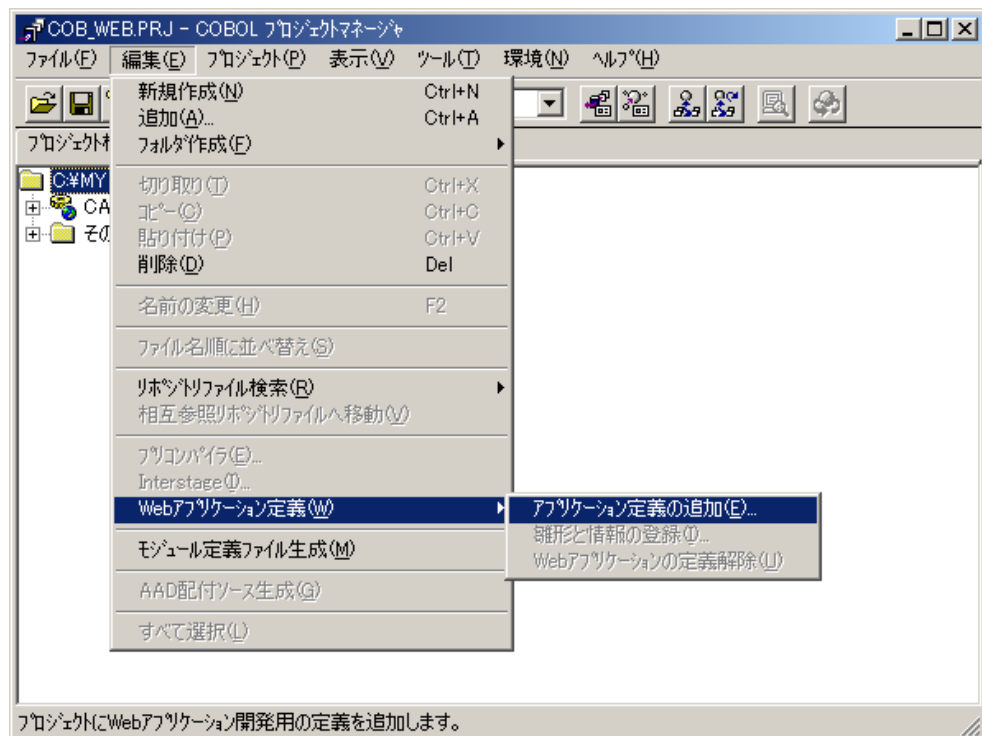 COB_WEB.PRJ - COBOL ﾌﾟﾛｼﾞｪｸﾄﾏﾈｰｼﾞｬ
ﾌｧｲﾙ(F) 編集(E) ﾌﾟﾛｼﾞｪｸﾄ(P) 表示(V) ﾂｰﾙ(T) 環境(N) ﾍﾙﾌﾟ(H)
新規作成(N) Ctrl+N
追加(A)... Ctrl+A
ﾌｫﾙﾀﾞ作成(F)
ﾌﾟﾛｼﾞｪｸﾄ
C:¥MY
CA
その
切り取り(T) Ctrl+X
ｺﾋﾟｰ(C) Ctrl+C
貼り付け(P) Ctrl+V
削除(D) Del
名前の変更(H) F2
ﾌｧｲﾙ名順に並べ替え(S)
ﾘﾎﾟｼﾞﾄﾘﾌｧｲﾙ検索(R)
相互参照ﾘﾎﾟｼﾞﾄﾘﾌｧｲﾙへ移動(V)
ﾌﾟﾘｺﾝﾊﾟｲﾗ(E)...
Interstage(I)...
Webｱﾌﾟﾘｹｰｼｮﾝ定義(W)
ｱﾌﾟﾘｹｰｼｮﾝ定義の追加(E)...
雛形と情報の登録(I)...
Webｱﾌﾟﾘｹｰｼｮﾝの定義解除(U)
ﾓｼﾞｭｰﾙ定義ﾌｧｲﾙ生成(M)
AAD配付ｿｰｽ生成(G)
すべて選択(L)
ﾌﾟﾛｼﾞｪｸﾄにWebｱﾌﾟﾘｹｰｼｮﾝ開発用の定義を追加します。